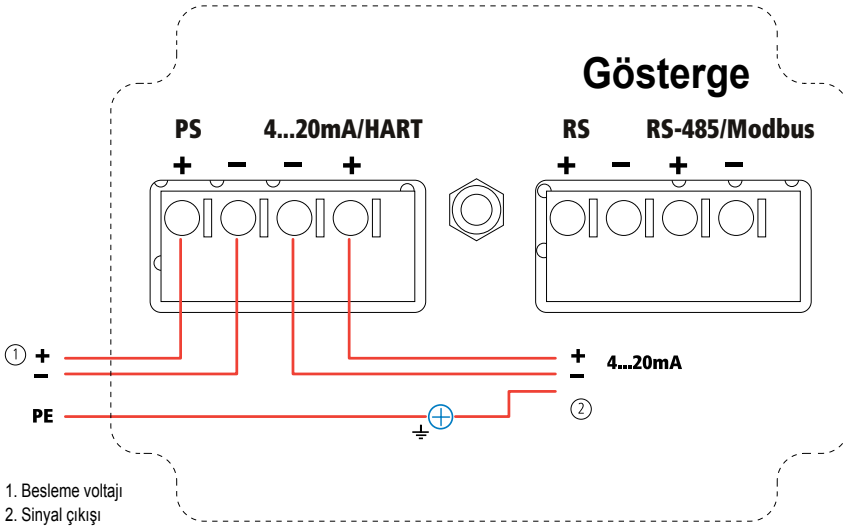 Gösterge
PS 4...20mA/HART RS RS-485/Modbus
+ − − + + − + −
1 + + 4...20mA
− −
PE 2
1. Besleme voltajı
2. Sinyal çıkışı